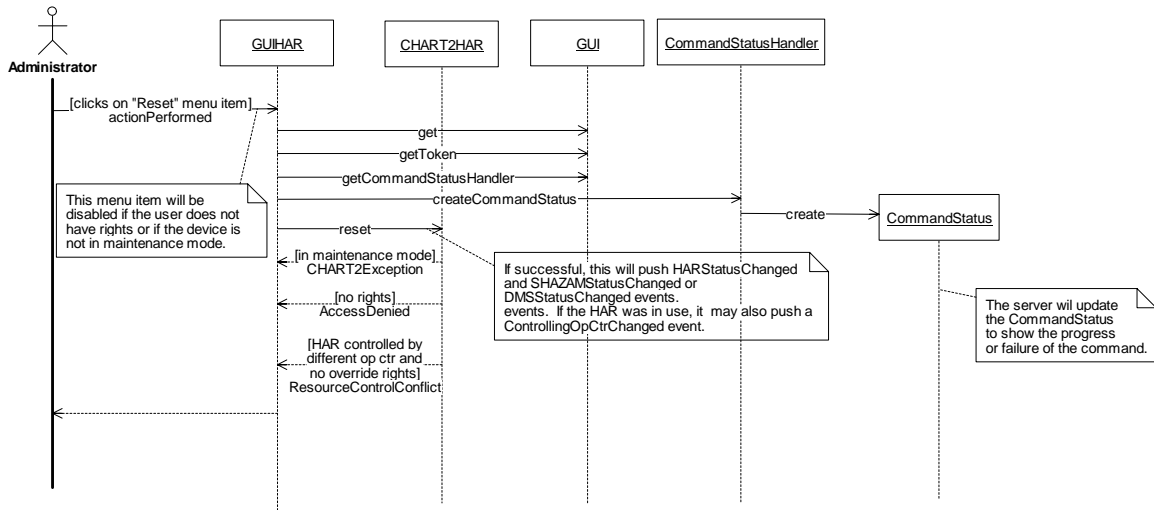 GUIHAR
CHART2HAR
GUI
CommandStatusHandler
Administrator
[clicks on "Reset" menu item]
actionPerformed
get
getToken
getCommandStatusHandler
This menu item will be
disabled if the user does not
have rights or if the device is
not in maintenance mode.
createCommandStatus
create
CommandStatus
reset
[in maintenance mode]
CHART2Exception
If successful, this will push HARStatusChanged
and SHAZAMStatusChanged or
DMSStatusChanged events.
events. If the HAR was in use, it may also push a
ControllingOpCtrChanged event.
[no rights]
AccessDenied
The server will update
the CommandStatus
to show the progress
or failure of the command.
[HAR controlled by
different op ctr and
no override rights]
ResourceControlConflict